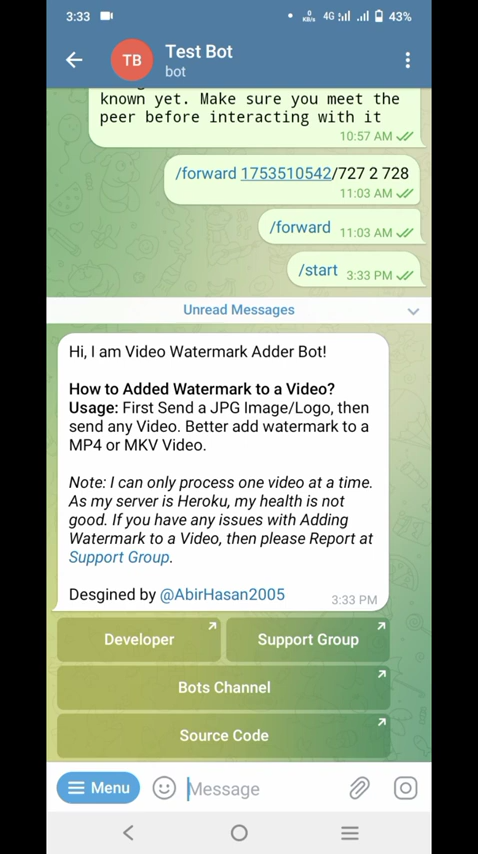 3:33
0
KB/s
4G
43%
TB
Test Bot
bot
known yet. Make sure you meet the
peer before interacting with it
10:57 AM
/forward 1753510542/727 2 728
11:03 AM
/forward 11:03 AM
/start 3:33 PM
Unread Messages
Hi, I am Video Watermark Adder Bot!
How to Added Watermark to a Video?
Usage: First Send a JPG Image/Logo, then
send any Video. Better add watermark to a
MP4 or MKV Video.
Note: I can only process one video at a time.
As my server is Heroku, my health is not
good. If you have any issues with Adding
Watermark to a Video, then please Report at
Support Group.
Desgined by @AbirHasan2005
3:33 PM
Developer
Support Group
Bots Channel
Source Code
Menu
Message